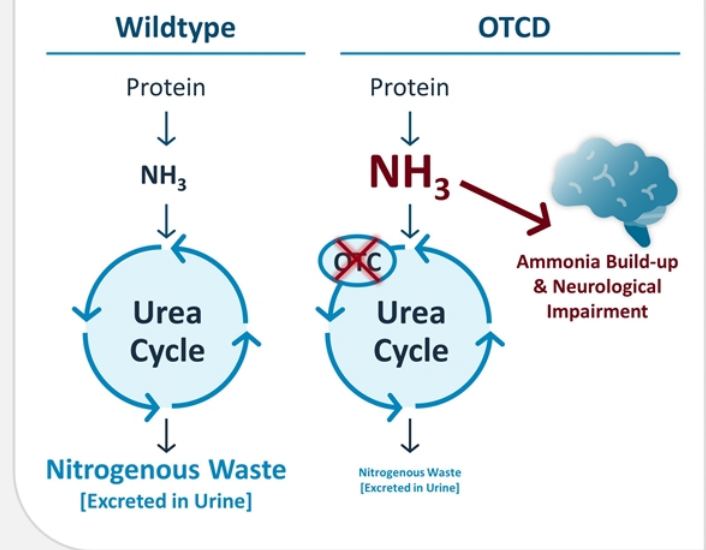 Wildtype
OTCD
Protein
Protein
NH₃
NH₃
OTC
Urea
Cycle
Urea
Cycle
Ammonia Build-up
& Neurological
Impairment
Nitrogenous Waste
[Excreted in Urine]
Nitrogenous Waste
[Excreted in Urine]